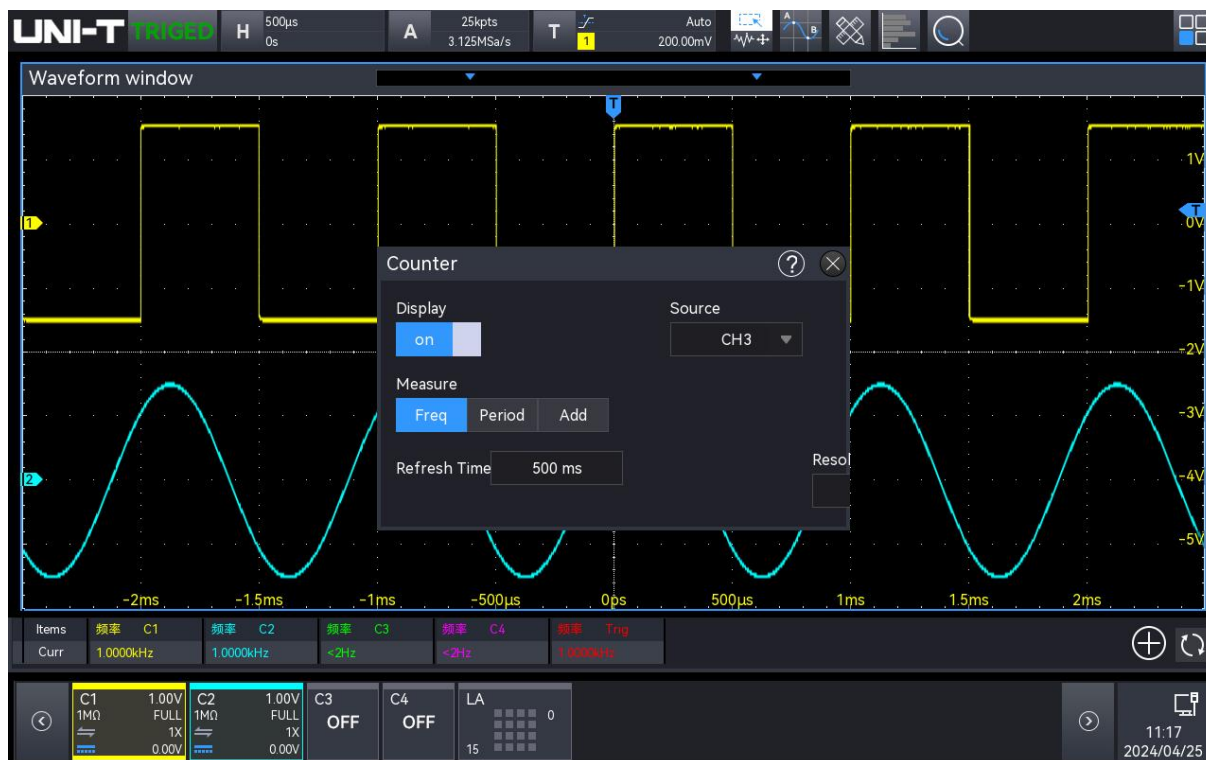 UNI-T TRIGED H 500μs 0s A 25kpts 3.125MSa/s T 1 Auto 200.00mV A B
Waveform window
T
1V
1
T
0V
Counter ?
-1V
Display Source
on CH3
-2V
Measure
Freq Period Add
-3V
Refresh Time 500 ms Resol
2
-4V
-5V
-2ms -1.5ms -1ms -500μs 0ps 500μs 1ms 1.5ms 2ms
Items 频率 C1 频率 C2 频率 C3 频率 C4 频率 Trig
Curr 1.0000kHz 1.0000kHz <2Hz <2Hz 1.0000kHz
C1 1.00V C2 1.00V C3 C4 LA
1MΩ FULL 1MΩ FULL OFF OFF 0
1X 1X
0.00V 0.00V 15
11:17
2024/04/25